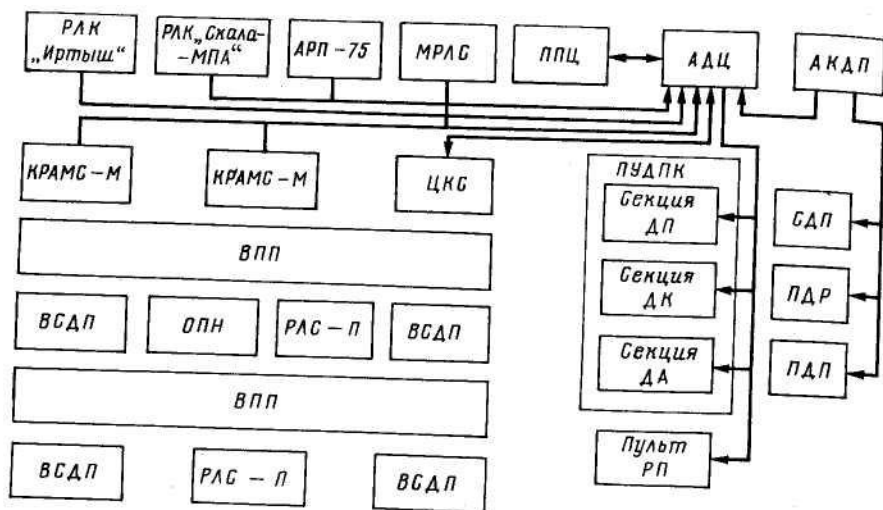 РЛК
„Иртыш“
РЛК „Скала-
-МПА“
АРП-75
МРЛС
ППЦ
АДЦ
АКДП
КРАМС-М
КРАМС-М
ЦКС
ПУДПК
Секция
ДП
СДП
ВПП
Секция
ДК
ПДР
ВСДП
ОПН
РЛС-П
ВСДП
Секция
ДА
ПДП
ВПП
Пульт
РП
ВСДП
РЛС-П
ВСДП